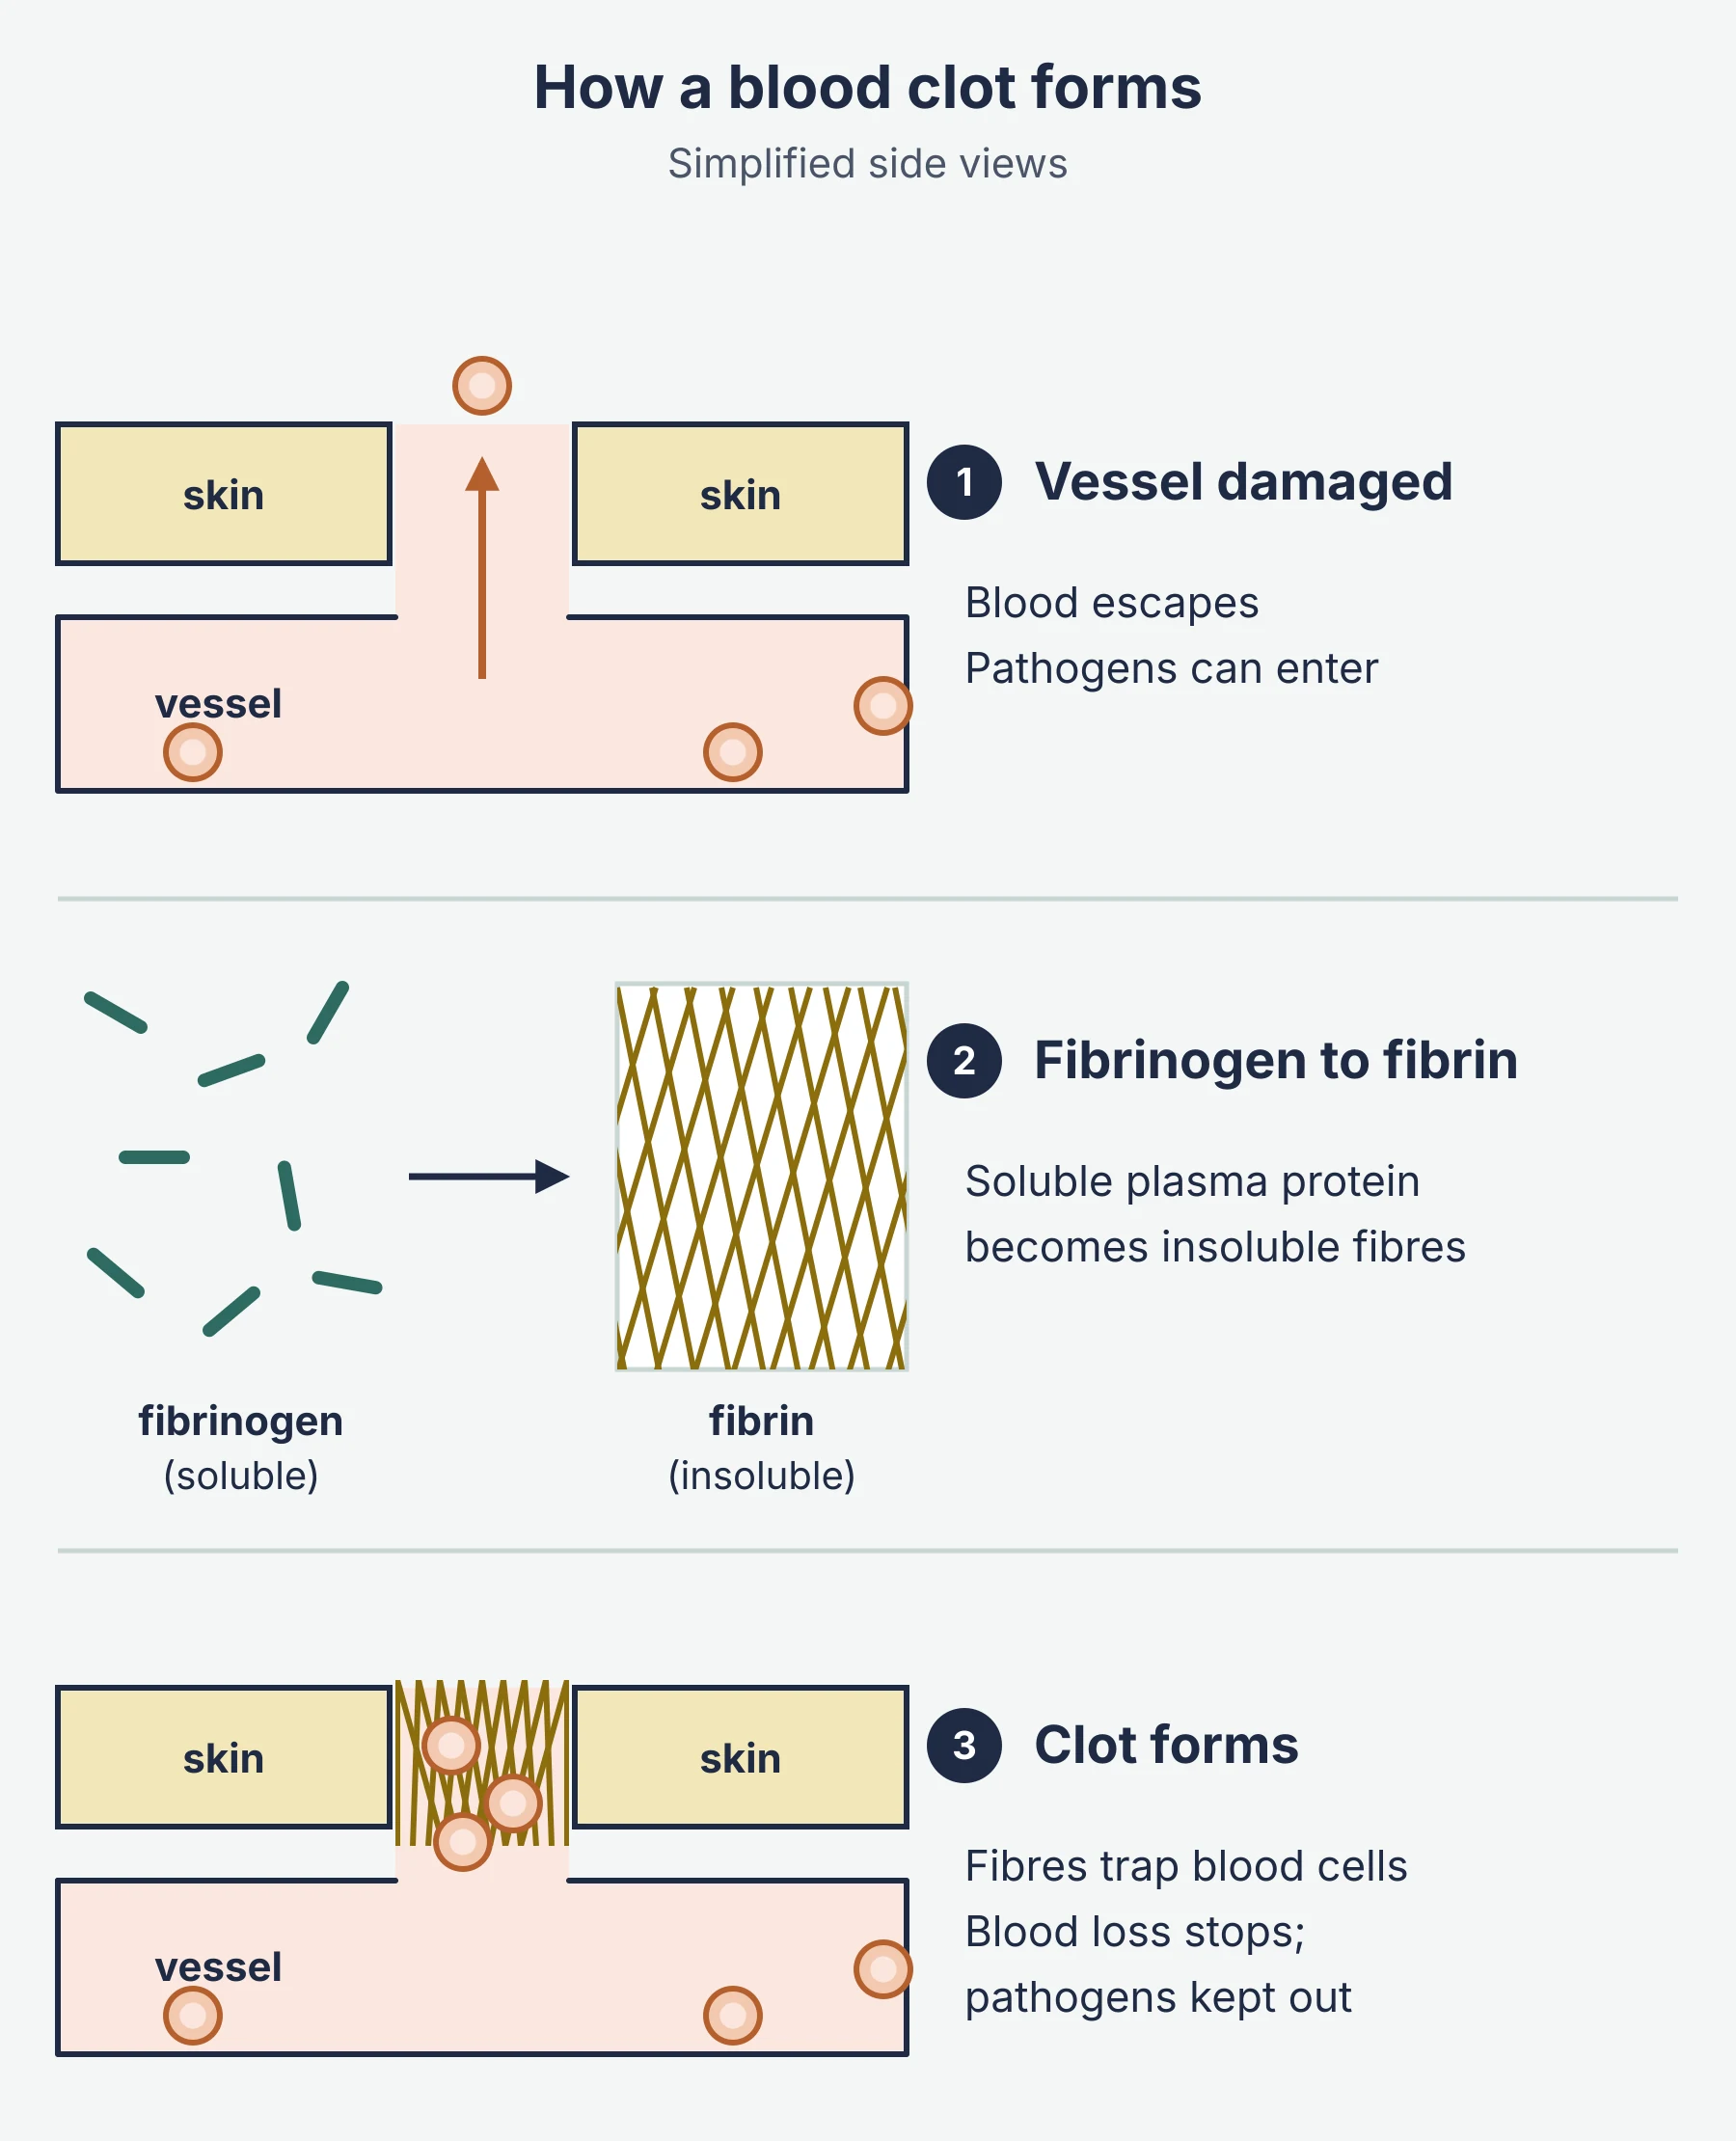 How a blood clot forms
Simplified side views
skin
skin
vessel
1 Vessel damaged
Blood escapes
Pathogens can enter
fibrinogen
(soluble)
fibrin
(insoluble)
2 Fibrinogen to fibrin
Soluble plasma protein
becomes insoluble fibres
skin
skin
vessel
3 Clot forms
Fibres trap blood cells
Blood loss stops;
pathogens kept out